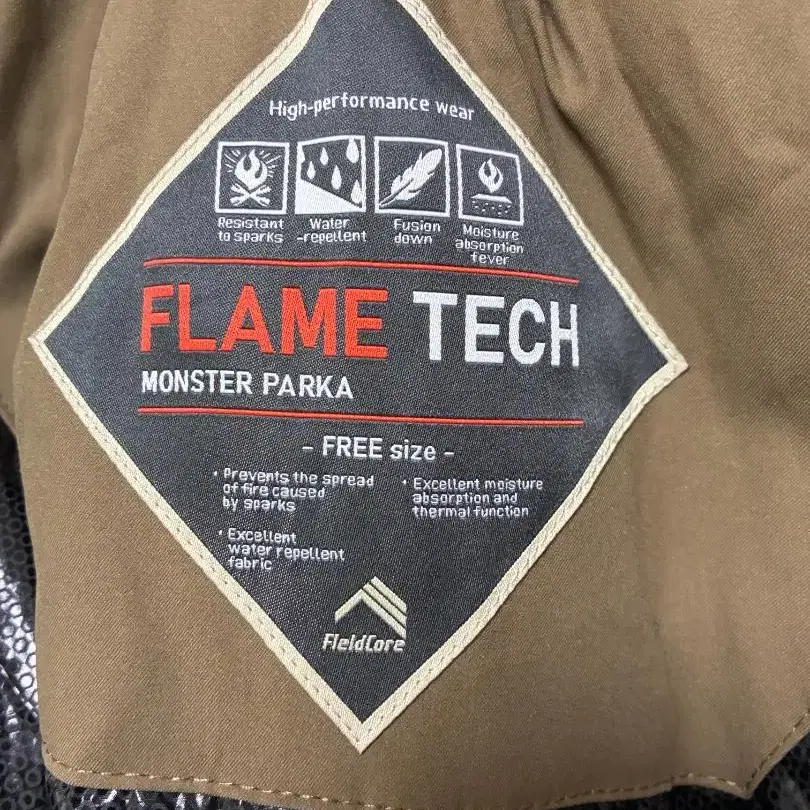 High-performance wear
Resistant
to sparks
Water
-repellent
Fusion
down
Moisture
absorption
fever
FLAME TECH
MONSTER PARKA
- FREE size -
• Prevents the spread
of fire caused
by sparks
• Excellent
water repellent
fabric
• Excellent moisture
absorption and
thermal function
FieldCore